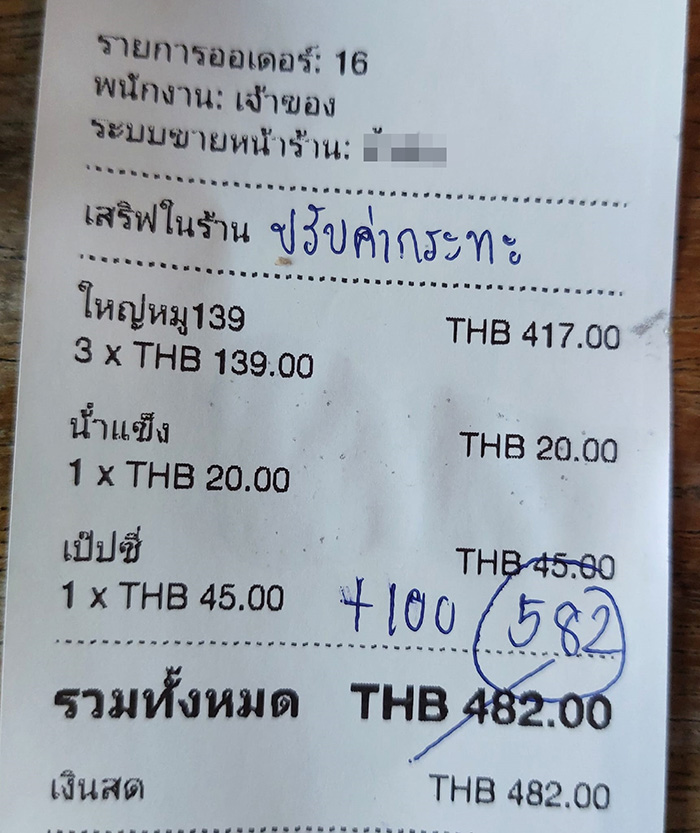 รายการออเดอร์: 16
พนักงาน: เจ้าของ
ระบบขายหน้าร้าน:
เสริฟในร้าน ปรับค่ากระทะ
ใหญ่หมู139 THB 417.00
3 x THB 139.00
น้ำแข็ง THB 20.00
1 x THB 20.00
เป๊ปซี่ THB 45.00
1 x THB 45.00 +100 582
รวมทั้งหมด THB 482.00
เงินสด THB 482.00